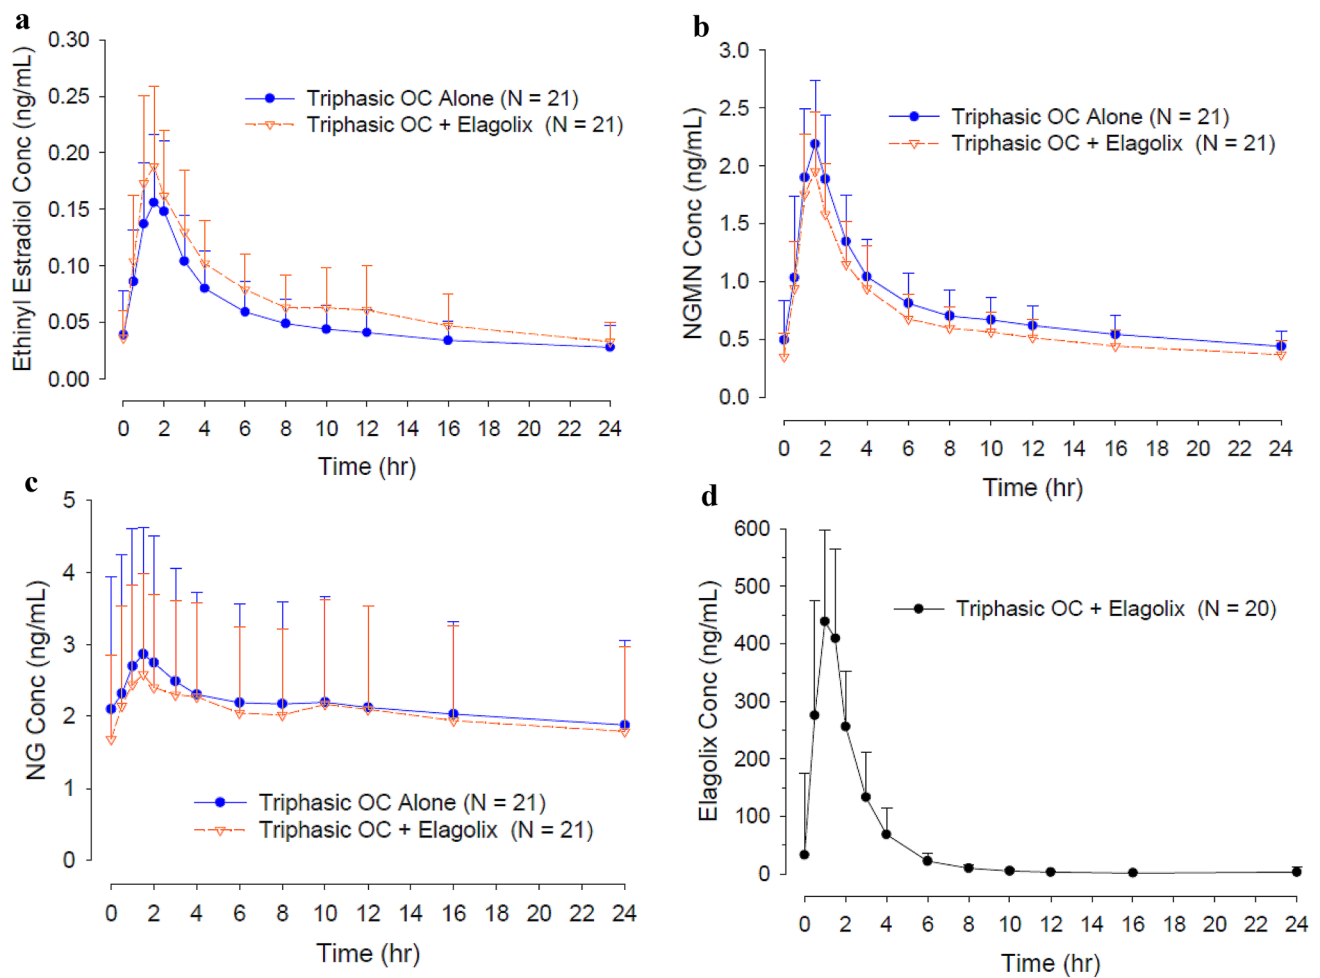 a
Ethinyl Estradiol Conc (ng/mL)
0.30
0.25
0.20
0.15
0.10
0.05
0.00
Triphasic OC Alone (N = 21)
Triphasic OC + Elagolix (N = 21)
0 2 4 6 8 10 12 14 16 18 20 22 24
Time (hr)
b
NGMN Conc (ng/mL)
3.0
2.5
2.0
1.5
1.0
0.5
0.0
Triphasic OC Alone (N = 21)
Triphasic OC + Elagolix (N = 21)
0 2 4 6 8 10 12 14 16 18 20 22 24
Time (hr)
c
NG Conc (ng/mL)
5
4
3
2
1
0
Triphasic OC Alone (N = 21)
Triphasic OC + Elagolix (N = 21)
0 2 4 6 8 10 12 14 16 18 20 22 24
Time (hr)
d
Elagolix Conc (ng/mL)
600
500
400
300
200
100
0
Triphasic OC + Elagolix (N = 20)
0 2 4 6 8 10 12 14 16 18 20 22 24
Time (hr)